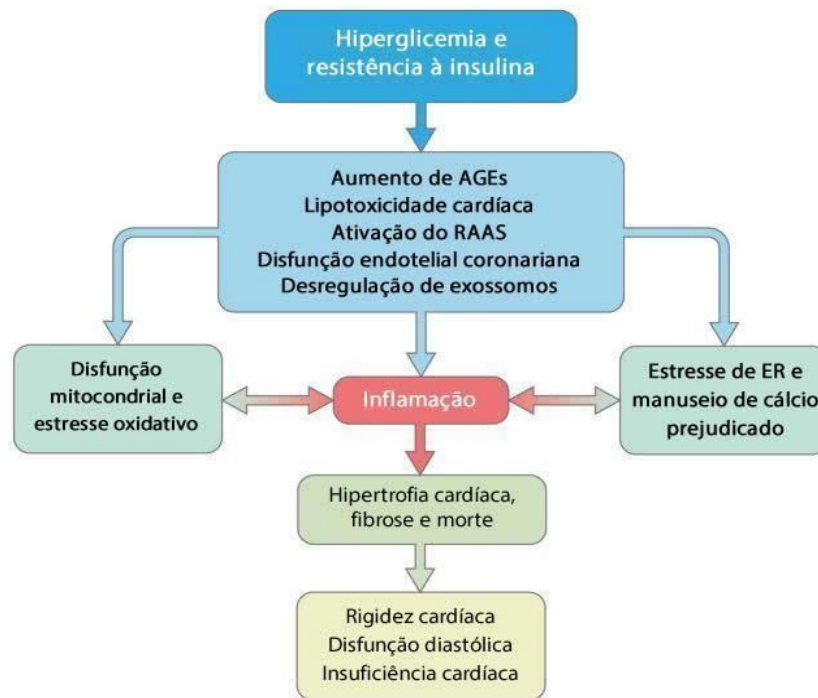 Hiperglicemia e
resistência à insulina
Aumento de AGEs
Lipotoxicidade cardíaca
Ativação do RAAS
Disfunção endotelial coronariana
Desregulação de exossomos
Disfunção
mitocondrial e
estresse oxidativo
Inflamação
Estresse de ER e
manuseio de cálcio
prejudicado
Hipertrofia cardíaca,
fibrose e morte
Rigidez cardíaca
Disfunção diastólica
Insuficiência cardíaca